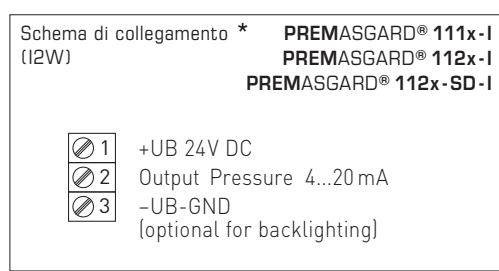 Schema di collegamento * PREMASGARD® 111x-I
(I2W) PREMASGARD® 112x-I
PREMASGARD® 112x-SD-I
1 +UB 24V DC
2 Output Pressure 4...20 mA
3 –UB-GND
(optional for backlighting)